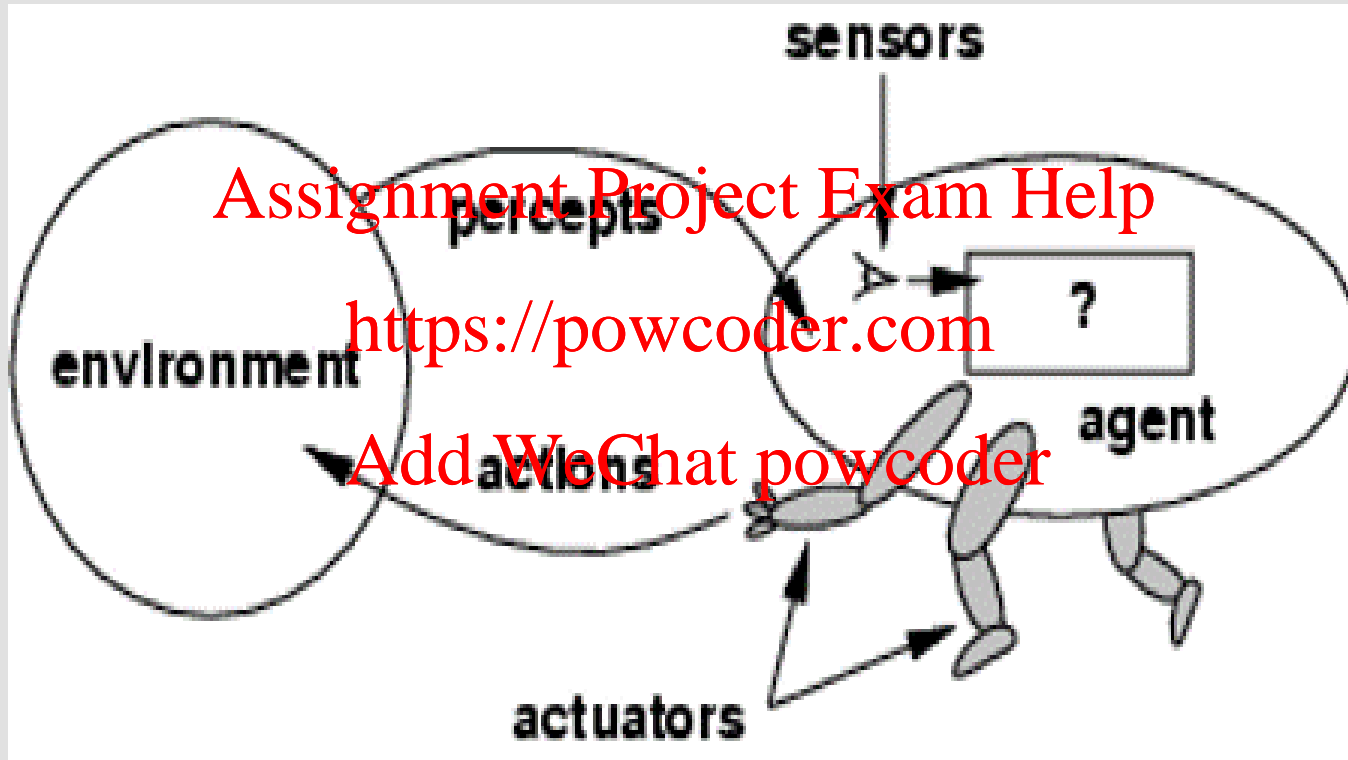 sensors
Assignment Project Exam Help
percepts
?
https://powcoder.com
environment
agent
Add WeChat powcoder
actions
actuators